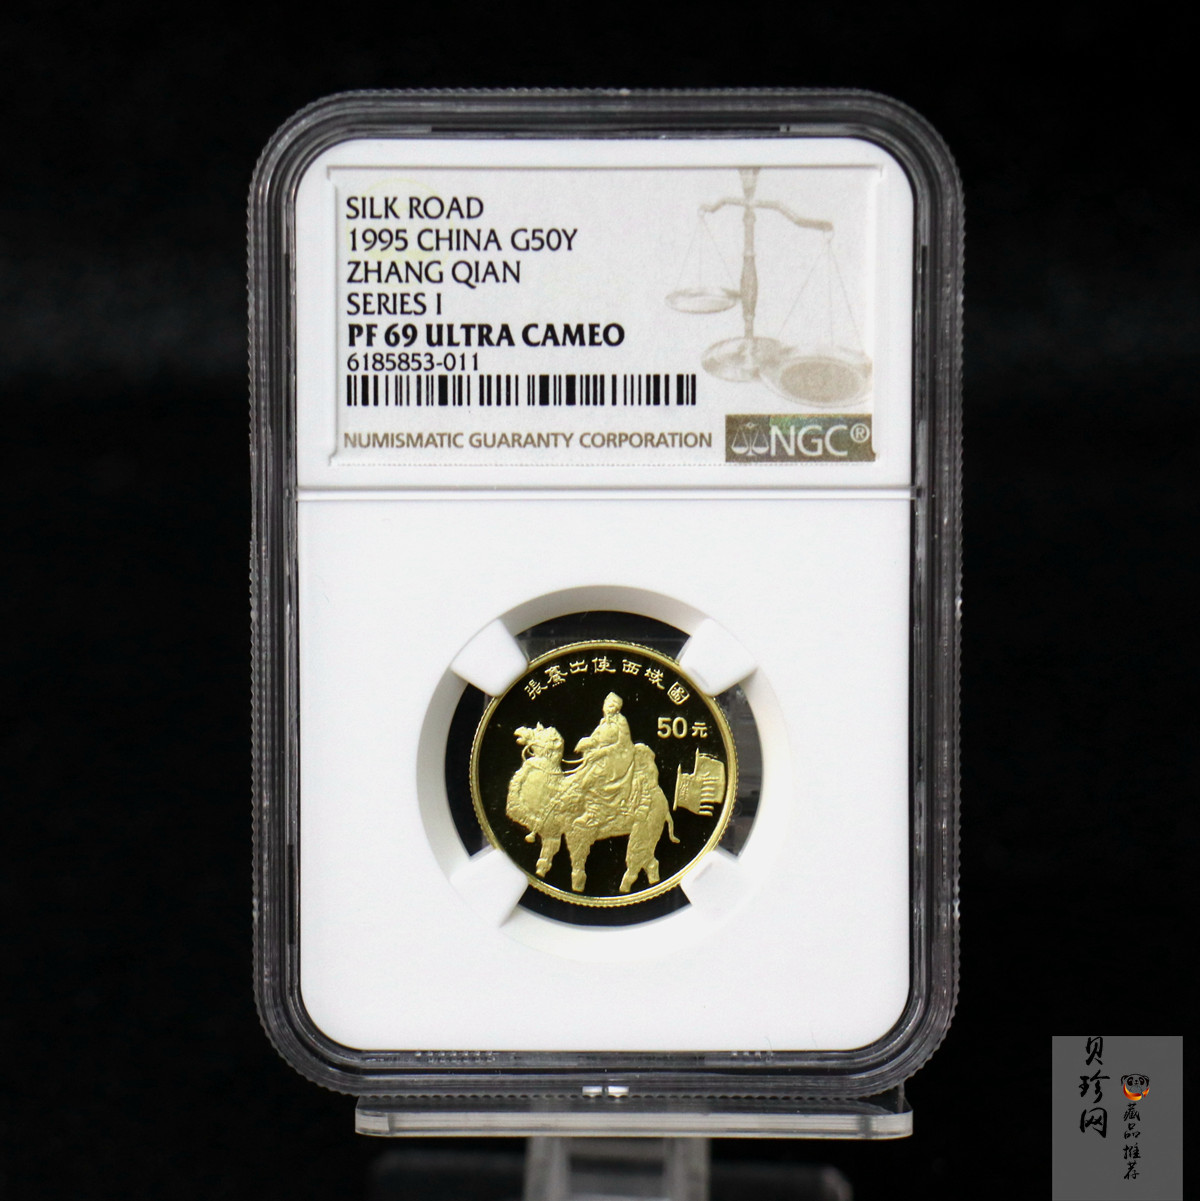 SILK ROAD
1995 CHINA G50Y
ZHANG QIAN
SERIES I
PF 69 ULTRA CAMEO
6185853-011
NUMISMATIC GUARANTY CORPORATION
NGC®
張騫出使西域圖
50元
贝珍网
藏品推荐